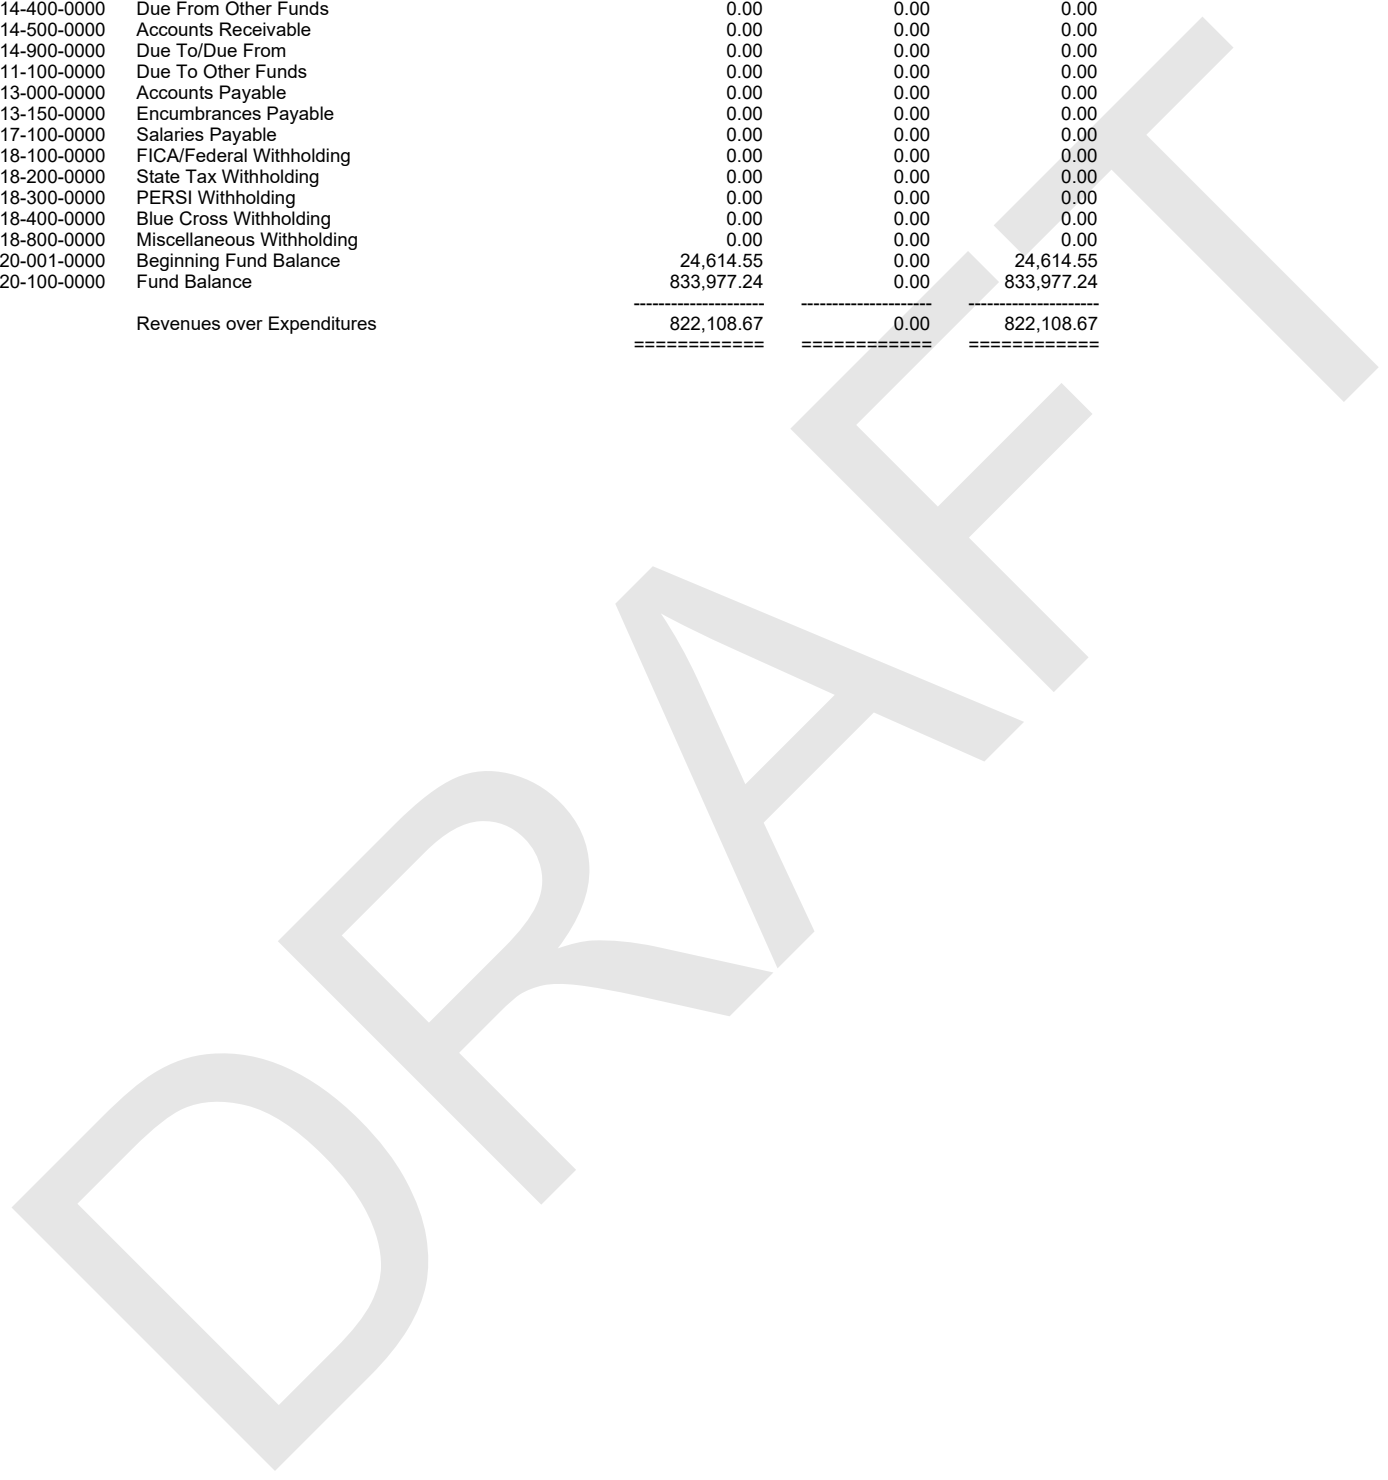 14-400-0000 Due From Other Funds 0.00 0.00 0.00
14-500-0000 Accounts Receivable 0.00 0.00 0.00
14-900-0000 Due To/Due From 0.00 0.00 0.00
11-100-0000 Due To Other Funds 0.00 0.00 0.00
13-000-0000 Accounts Payable 0.00 0.00 0.00
13-150-0000 Encumbrances Payable 0.00 0.00 0.00
17-100-0000 Salaries Payable 0.00 0.00 0.00
18-100-0000 FICA/Federal Withholding 0.00 0.00 0.00
18-200-0000 State Tax Withholding 0.00 0.00 0.00
18-300-0000 PERSI Withholding 0.00 0.00 0.00
18-400-0000 Blue Cross Withholding 0.00 0.00 0.00
18-800-0000 Miscellaneous Withholding 0.00 0.00 0.00
20-001-0000 Beginning Fund Balance 24,614.55 0.00 24,614.55
20-100-0000 Fund Balance 833,977.24 0.00 833,977.24
--------------------- --------------------- ---------------------
Revenues over Expenditures 822,108.67 0.00 822,108.67
============ ============ ============
DRAFT